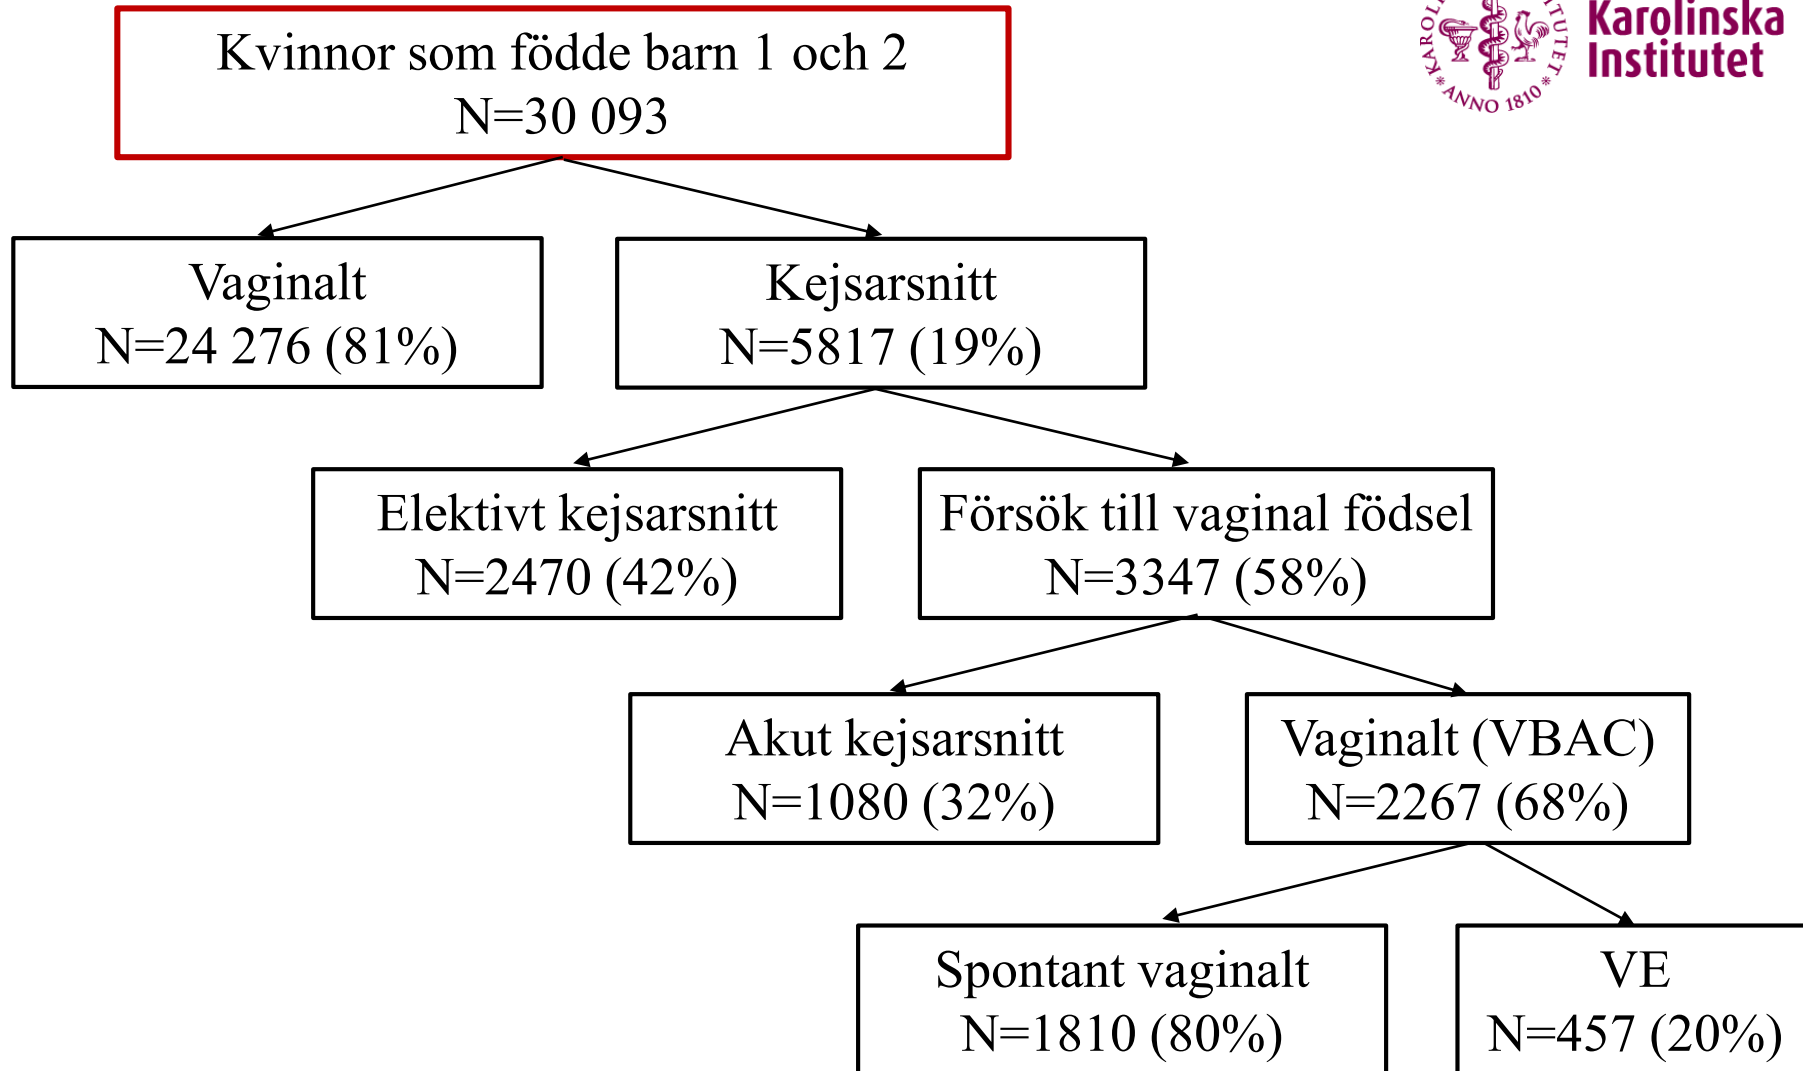 Karolinska
Institutet
ANNO 1810
Kvinnor som födde barn 1 och 2
N=30 093
Vaginalt
N=24 276 (81%)
Kejsarsnitt
N=5817 (19%)
Elektivt kejsarsnitt
N=2470 (42%)
Försök till vaginal födsel
N=3347 (58%)
Akut kejsarsnitt
N=1080 (32%)
Vaginalt (VBAC)
N=2267 (68%)
Spontant vaginalt
N=1810 (80%)
VE
N=457 (20%)